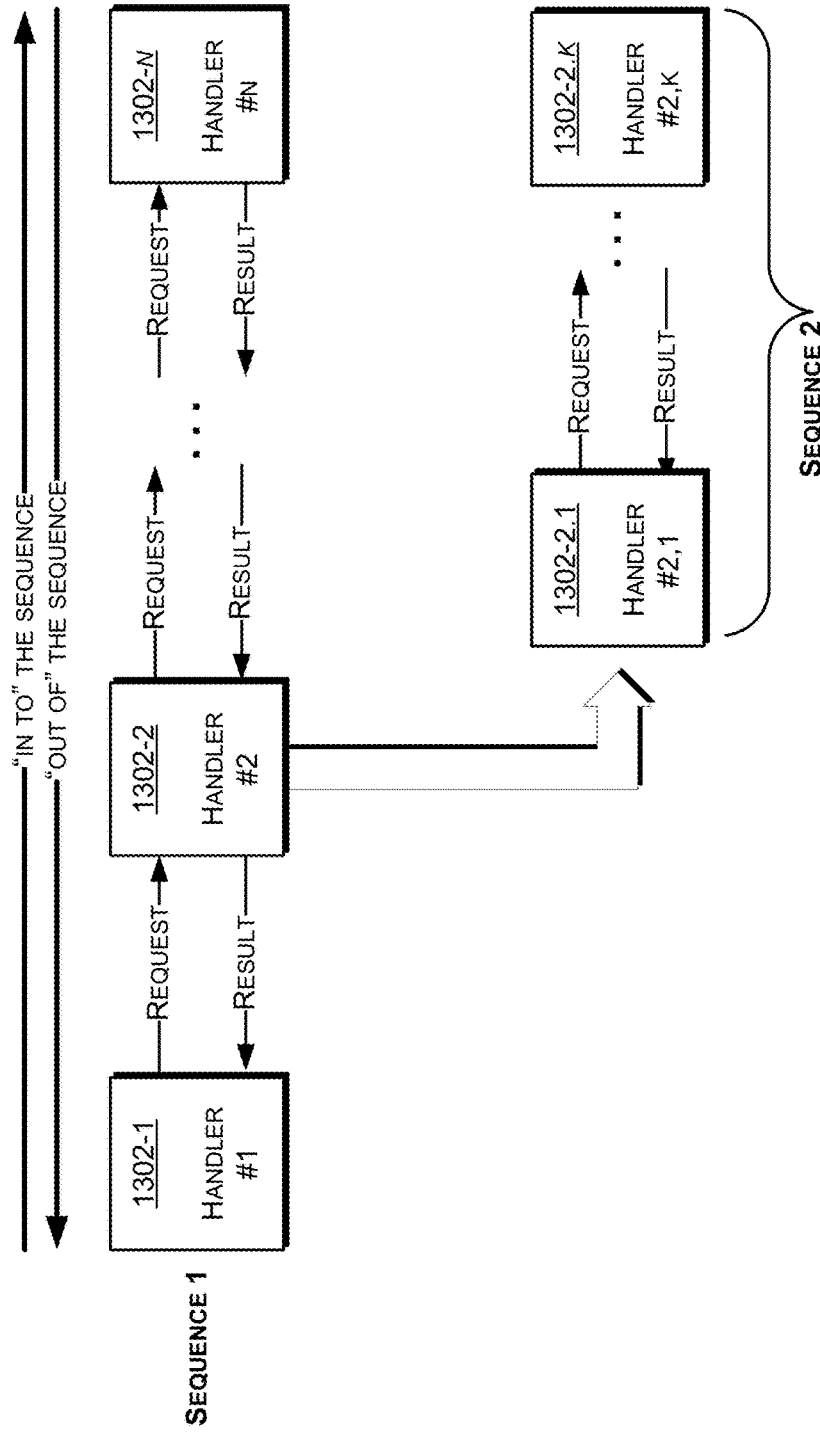 “IN TO” THE SEQUENCE
“OUT OF” THE SEQUENCE
SEQUENCE 1
1302-1
HANDLER
#1
REQUEST
RESULT
1302-2
HANDLER
#2
REQUEST
RESULT
...
REQUEST
RESULT
1302-N
HANDLER
#N
1302-2.1
HANDLER
#2,1
REQUEST
RESULT
...
1302-2.K
HANDLER
#2,K
SEQUENCE 2